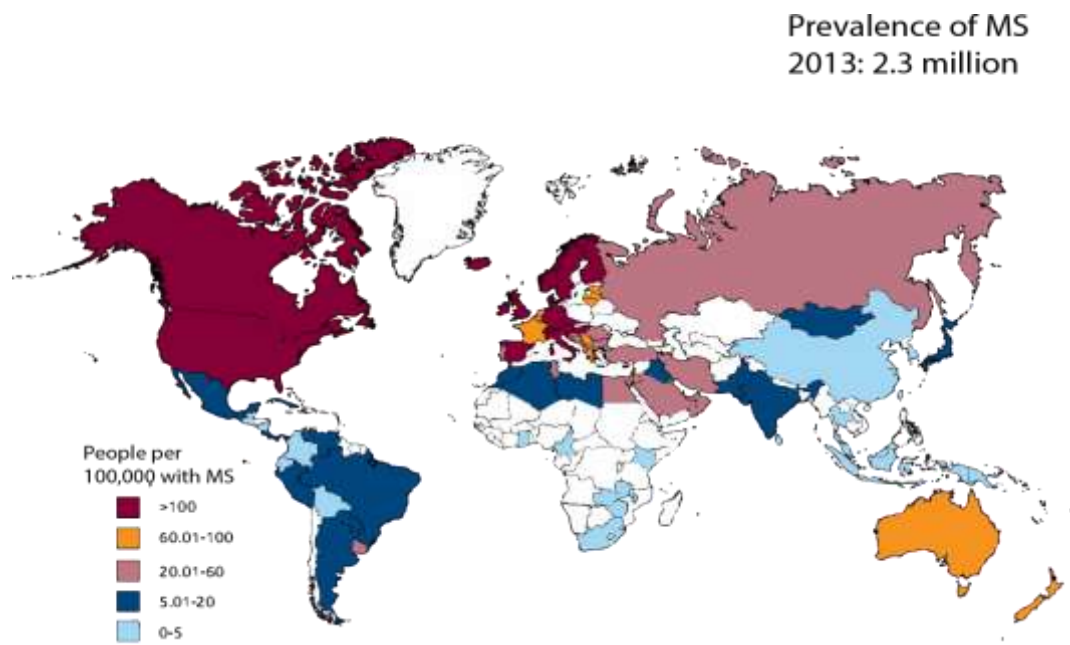 Prevalence of MS
2013: 2.3 million
People per
100,000 with MS
>100
60.01-100
20.01-60
5.01-20
0-5